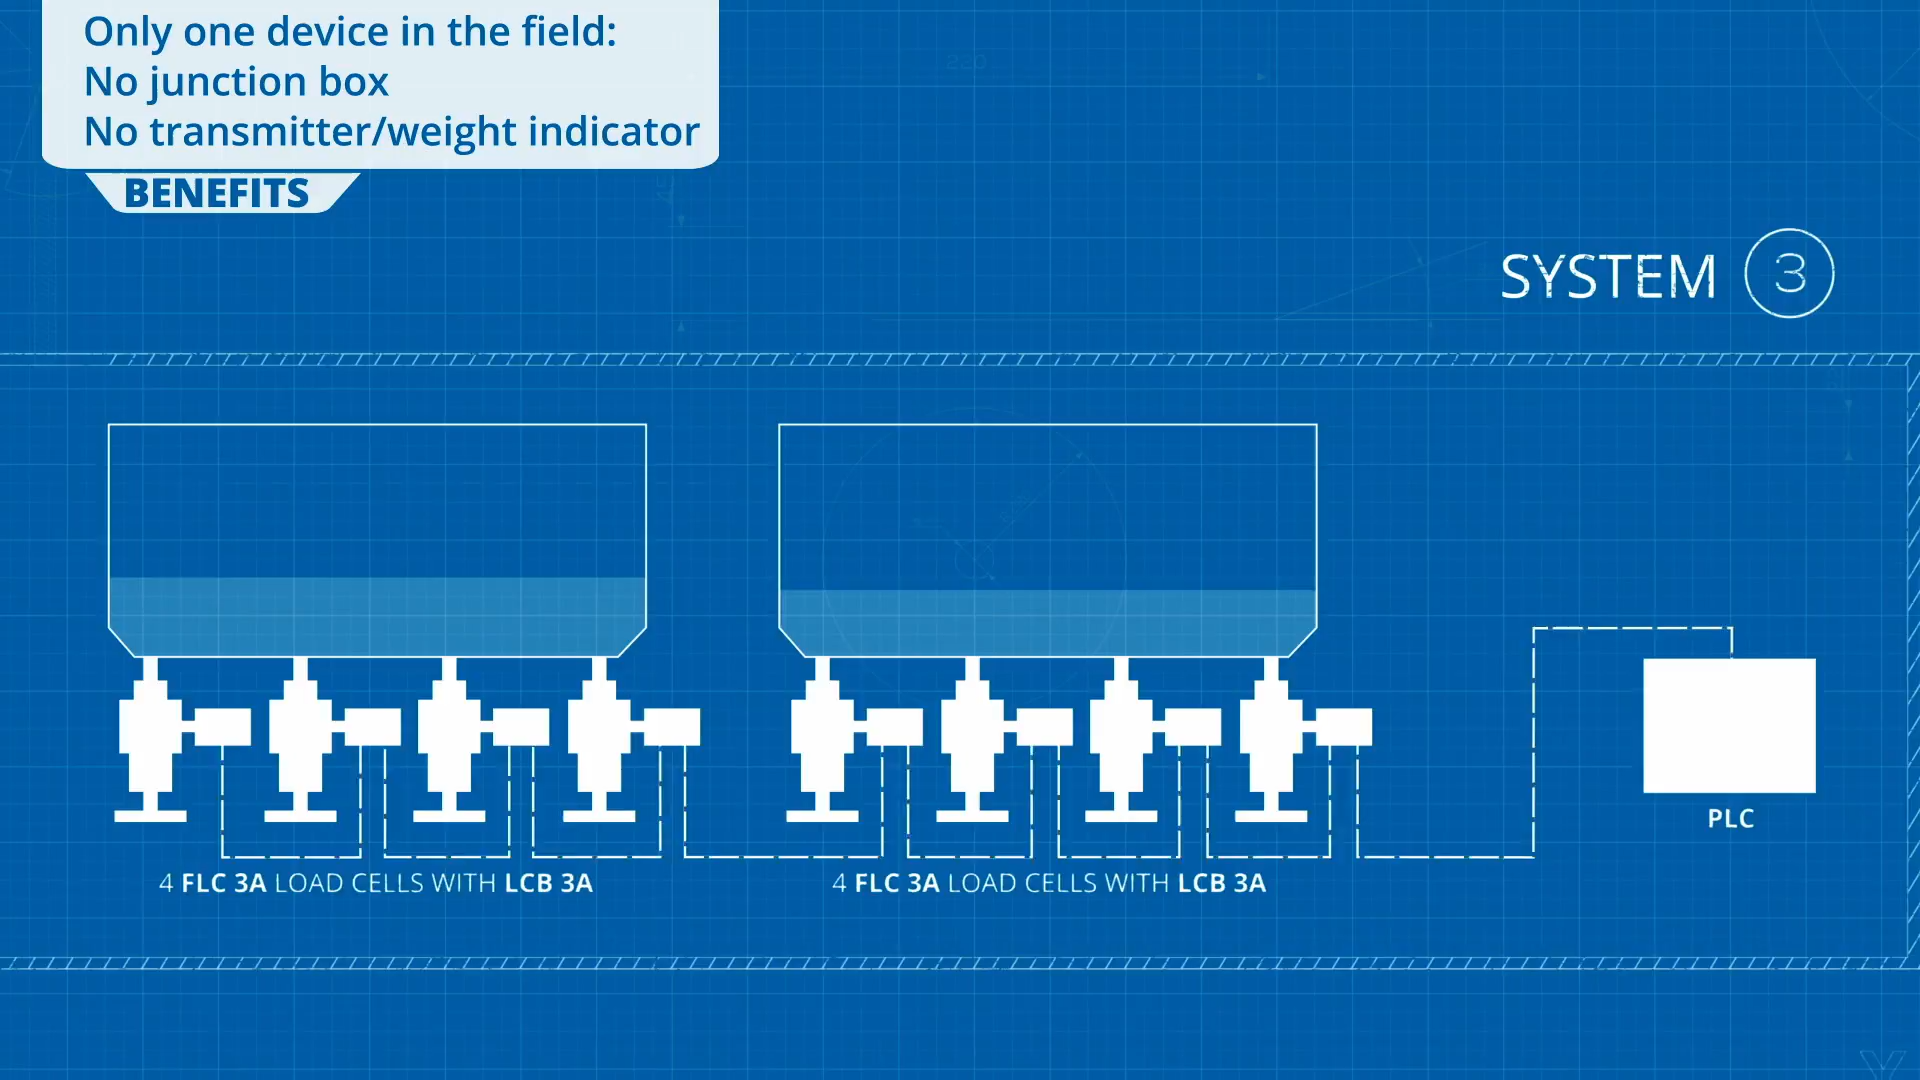 Only one device in the field:
No junction box
No transmitter/weight indicator
BENEFITS
220
SYSTEM 3
PLC
4 FLC 3A LOAD CELLS WITH LCB 3A
4 FLC 3A LOAD CELLS WITH LCB 3A